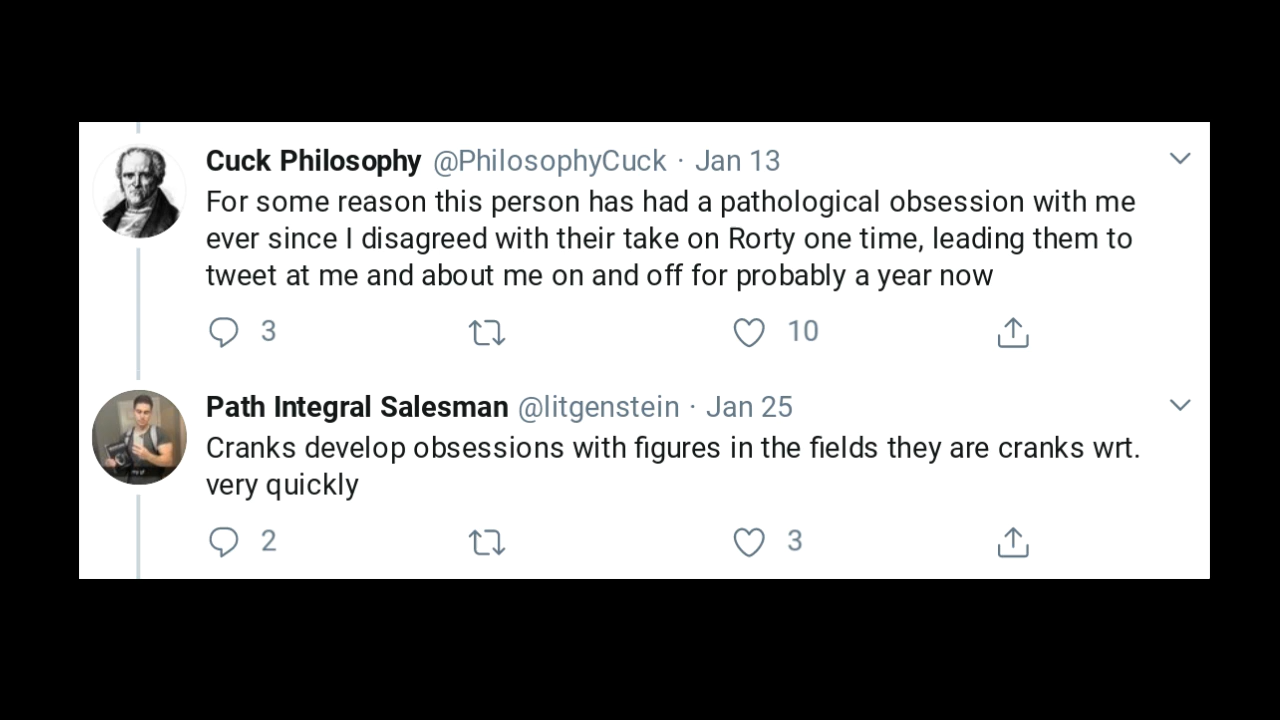 Cuck Philosophy @PhilosophyCuck · Jan 13
For some reason this person has had a pathological obsession with me
ever since I disagreed with their take on Rorty one time, leading them to
tweet at me and about me on and off for probably a year now
3 10
Path Integral Salesman @litgenstein · Jan 25
Cranks develop obsessions with figures in the fields they are cranks wrt.
very quickly
2 3